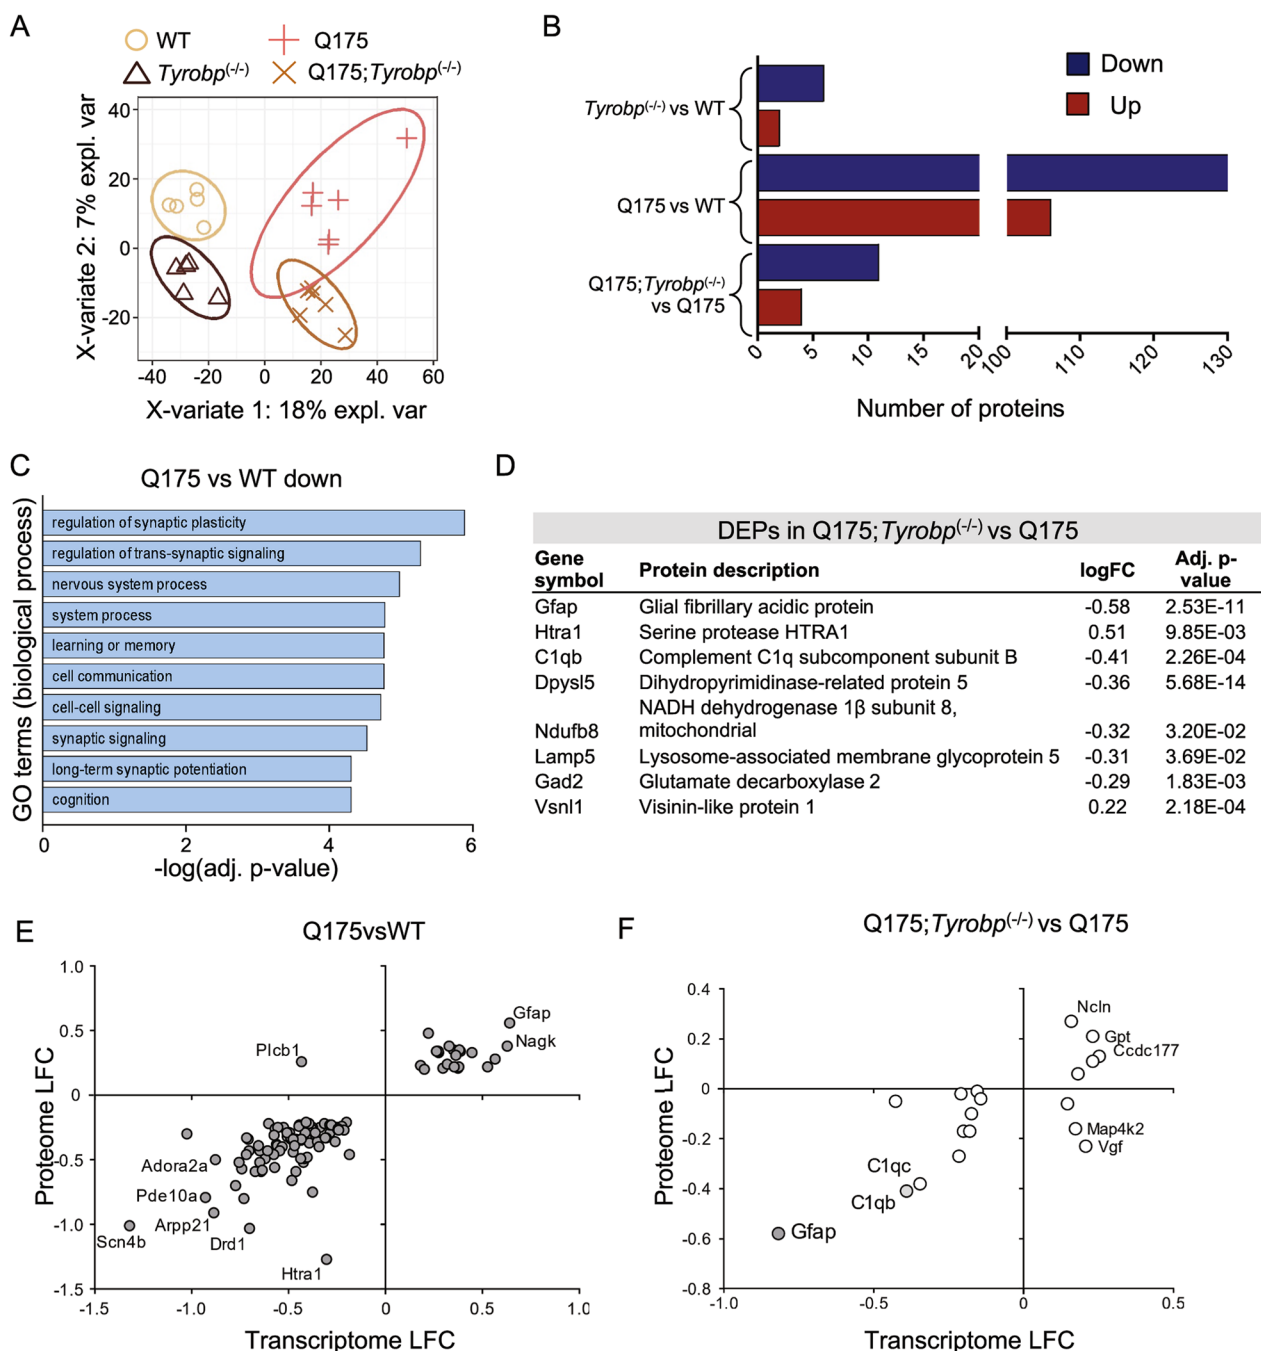 A
WT
Q175
Tyrobp(-/-)
Q175;Tyrobp(-/-)
X-variate 2: 7% expl. var
40
20
0
-20
-40
-20
0
20
40
60
X-variate 1: 18% expl. var
B
Down
Up
Tyrobp(-/-) vs WT
Q175 vs WT
Q175;Tyrobp(-/-)
vs Q175
0
5
10
15
20
100
110
120
130
Number of proteins
C
Q175 vs WT down
GO terms (biological process)
regulation of synaptic plasticity
regulation of trans-synaptic signaling
nervous system process
system process
learning or memory
cell communication
cell-cell signaling
synaptic signaling
long-term synaptic potentiation
cognition
0
2
4
6
-log(adj. p-value)
D
DEPs in Q175;Tyrobp(-/-) vs Q175
Gene symbol Protein description logFC Adj. p-value
Gfap Glial fibrillary acidic protein -0.58 2.53E-11
Htra1 Serine protease HTRA1 0.51 9.85E-03
C1qb Complement C1q subcomponent subunit B -0.41 2.26E-04
Dpysl5 Dihydropyrimidinase-related protein 5 -0.36 5.68E-14
NADH dehydrogenase 1β subunit 8,
Ndufb8 mitochondrial -0.32 3.20E-02
Lamp5 Lysosome-associated membrane glycoprotein 5 -0.31 3.69E-02
Gad2 Glutamate decarboxylase 2 -0.29 1.83E-03
Vsnl1 Visinin-like protein 1 0.22 2.18E-04
E
Q175vsWT
Proteome LFC
1.0
0.5
0
-0.5
-1.0
-1.5
Gfap
Nagk
Plcb1
Adora2a
Pde10a
Arpp21
Scn4b
Drd1
Htra1
-1.5
-1.0
-0.5
0
0.5
1.0
Transcriptome LFC
F
Q175;Tyrobp(-/-) vs Q175
Proteome LFC
0.4
0.2
0
-0.2
-0.4
-0.6
-0.8
Ncln
Gpt
Ccdc177
Map4k2
Vgf
C1qc
C1qb
Gfap
-1.0
-0.5
0
0.5
Transcriptome LFC